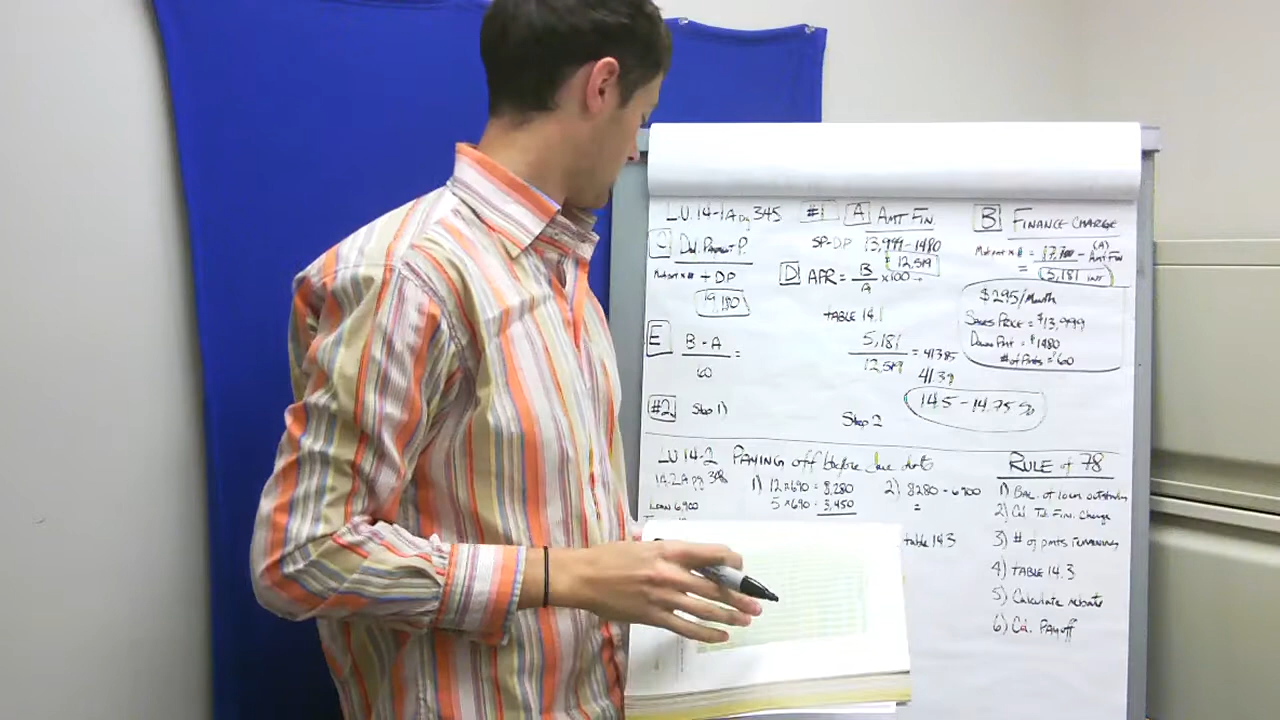 L.U. 14-1A pg 345
#1
A AMT FIN
SP-DP 13,999-1480
$12,519
B FINANCE CHARGE
= 17,700 - (A) AMT FIN
= 5,181 INT
C Del. Payment P.
+ DP
19,180
D APR = B/A x100
TABLE 14.1
5,181
12,519
= 41385
41.39
14.5 - 14.75%
$295/Month
Sales Price = $13,999
Down Pmt = $1480
# of Pmts = 60
E B - A =
60
#2 Step 1)
Step 2
LU 14-2 PAYING off before due date
14.2A pg 348
LOAN 6,900
1) 12 x 690 = 8,280
5 x 690 = 3,450
2) 8280 - 6900
=
table 14.3
RULE of 78
1) BAL. of loan outstanding
2) Cal. Tot. Fin. Charge
3) # of pmts remaining
4) TABLE 14.3
5) Calculate rebate
6) Cal. Payoff